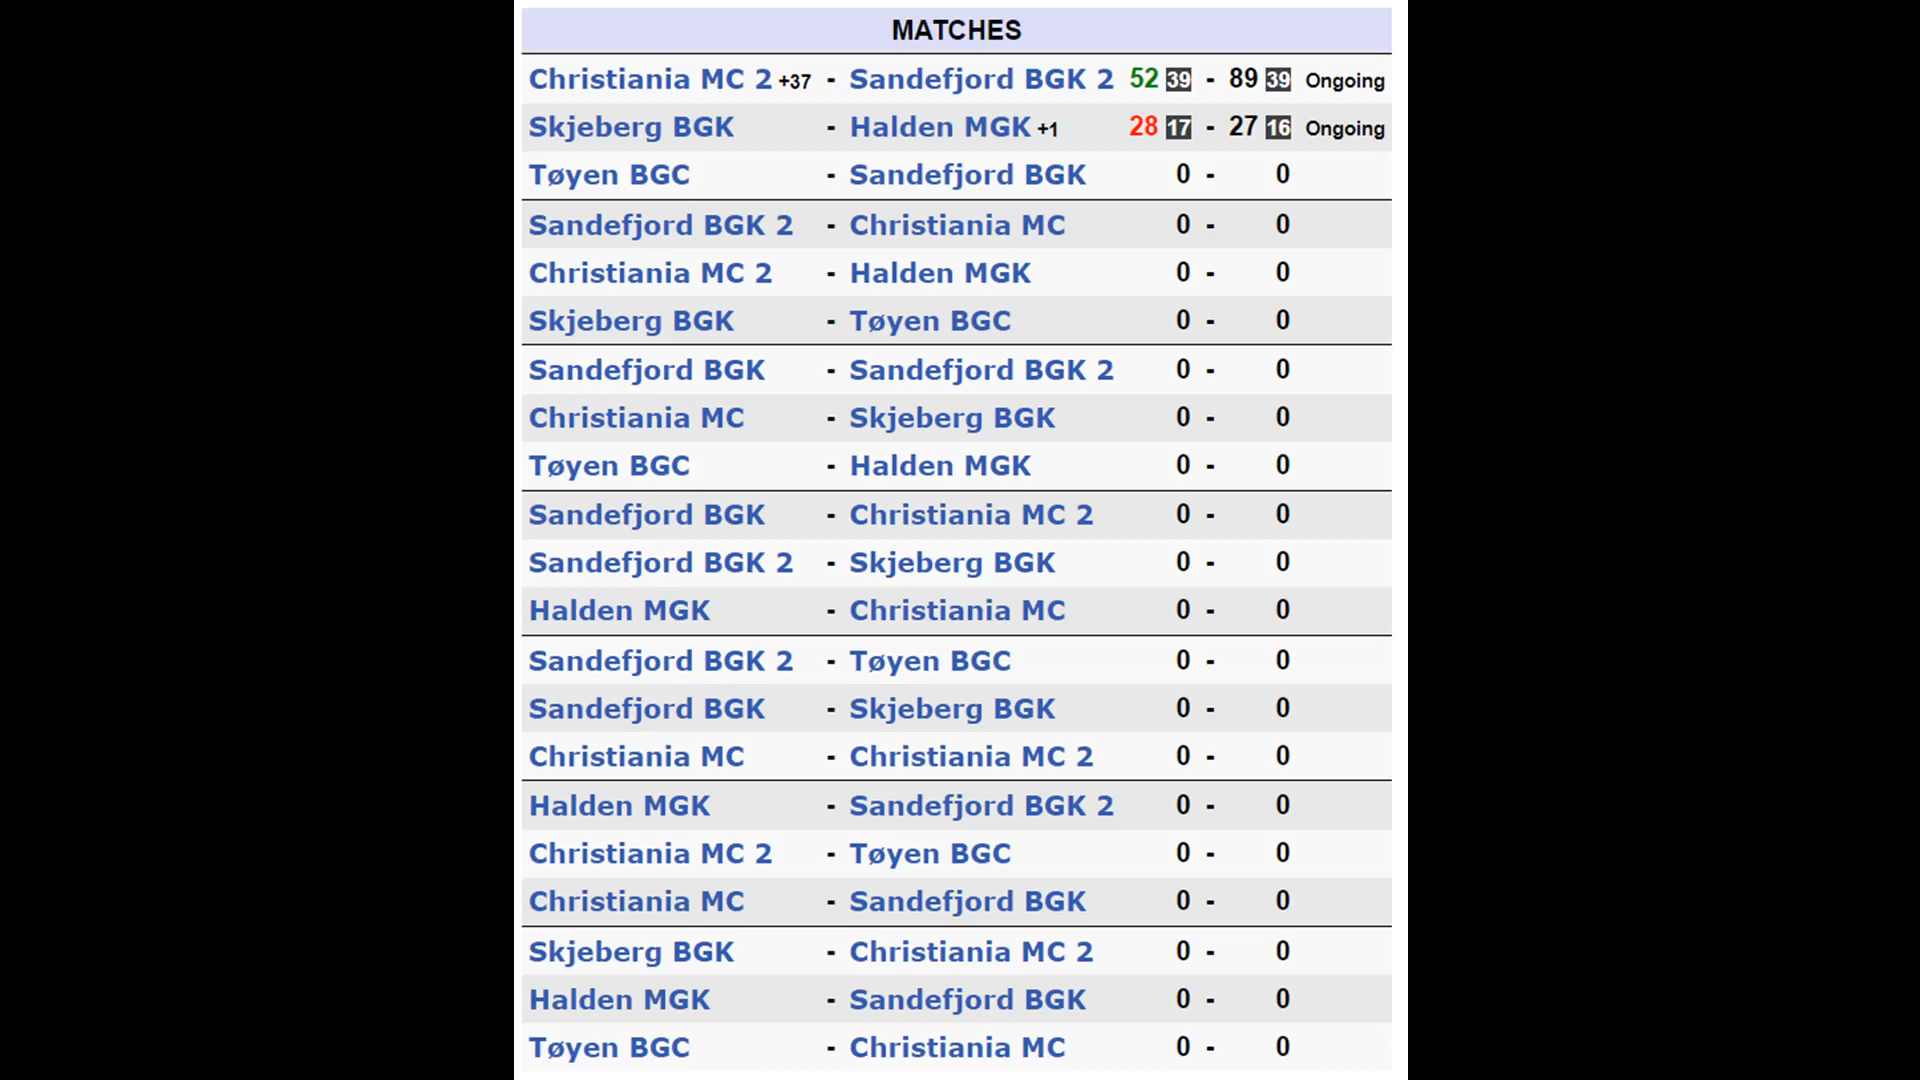 MATCHES
Christiania MC 2 +37 - Sandefjord BGK 2 52 39 - 89 39 Ongoing
Skjeberg BGK - Halden MGK +1 28 17 - 27 16 Ongoing
Tøyen BGC - Sandefjord BGK 0 - 0
Sandefjord BGK 2 - Christiania MC 0 - 0
Christiania MC 2 - Halden MGK 0 - 0
Skjeberg BGK - Tøyen BGC 0 - 0
Sandefjord BGK - Sandefjord BGK 2 0 - 0
Christiania MC - Skjeberg BGK 0 - 0
Tøyen BGC - Halden MGK 0 - 0
Sandefjord BGK - Christiania MC 2 0 - 0
Sandefjord BGK 2 - Skjeberg BGK 0 - 0
Halden MGK - Christiania MC 0 - 0
Sandefjord BGK 2 - Tøyen BGC 0 - 0
Sandefjord BGK - Skjeberg BGK 0 - 0
Christiania MC - Christiania MC 2 0 - 0
Halden MGK - Sandefjord BGK 2 0 - 0
Christiania MC 2 - Tøyen BGC 0 - 0
Christiania MC - Sandefjord BGK 0 - 0
Skjeberg BGK - Christiania MC 2 0 - 0
Halden MGK - Sandefjord BGK 0 - 0
Tøyen BGC - Christiania MC 0 - 0